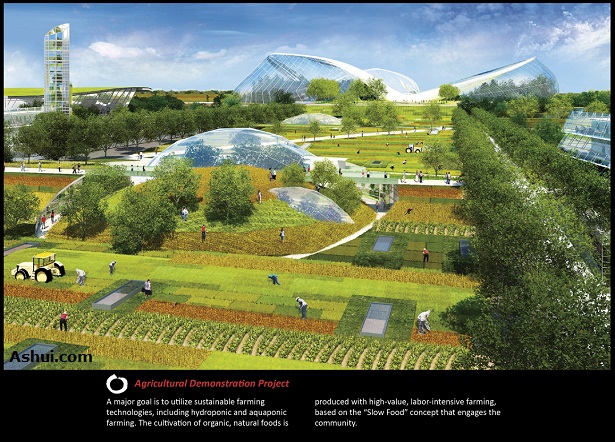 Ashui.com
Agricultural Demonstration Project
A major goal is to utilize sustainable farming
technologies, including hydroponic and aquaponic
farming. The cultivation of organic, natural foods is
produced with high-value, labor-intensive farming,
based on the “Slow Food” concept that engages the
community.